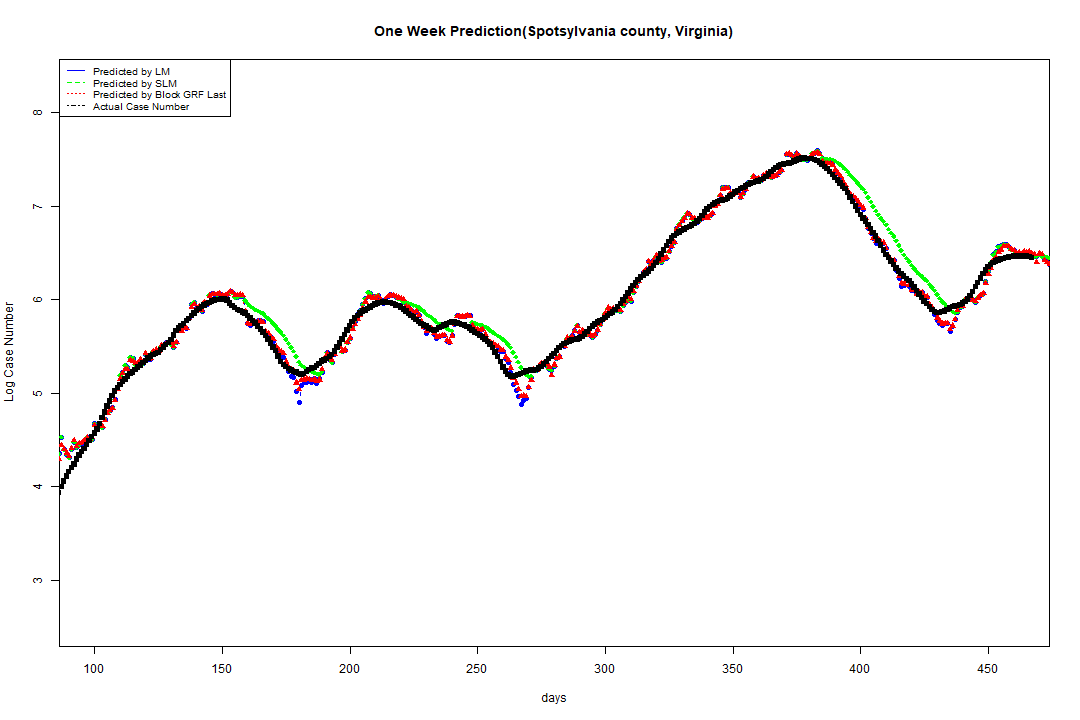 One Week Prediction(Spotsylvania county, Virginia)
Predicted by LM
Predicted by SLM
Predicted by Block GRF Last
Actual Case Number
Log Case Number
8
7
6
5
4
3
100 150 200 250 300 350 400 450
days